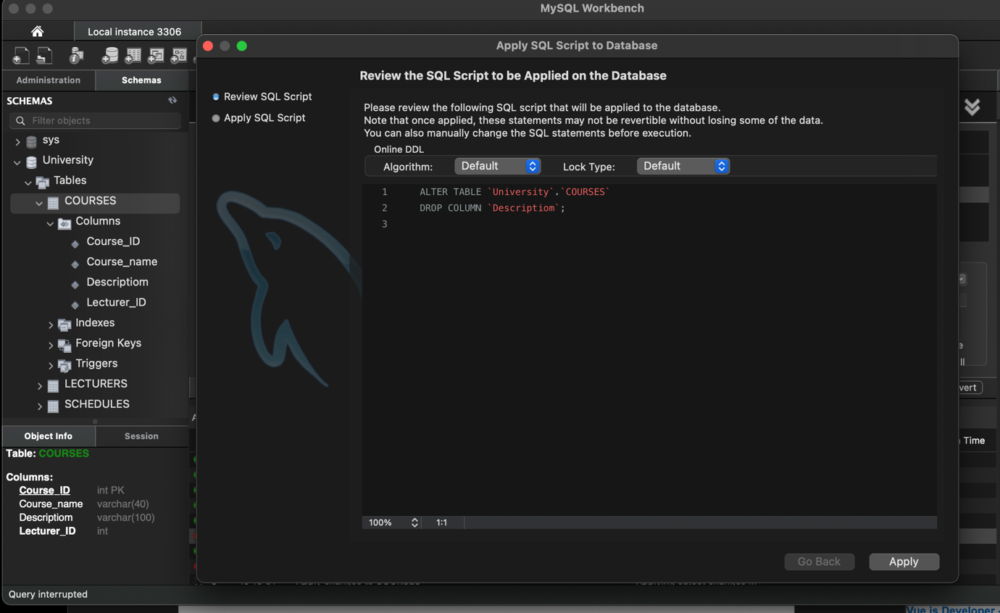 MySQL Workbench
Local instance 3306
Administration
Schemas
SCHEMAS
Filter objects
sys
University
Tables
COURSES
Columns
Course_ID
Course_name
Descriptiom
Lecturer_ID
Indexes
Foreign Keys
Triggers
LECTURERS
SCHEDULES
Object Info
Session
Table: COURSES
Columns:
Course_ID int PK
Course_name varchar(40)
Descriptiom varchar(100)
Lecturer_ID int
Query interrupted
Apply SQL Script to Database
Review SQL Script
Apply SQL Script
Review the SQL Script to be Applied on the Database
Please review the following SQL script that will be applied to the database.
Note that once applied, these statements may not be revertible without losing some of the data.
You can also manually change the SQL statements before execution.
Online DDL
Algorithm: Default Lock Type: Default
1 ALTER TABLE `University`.`COURSES`
2 DROP COLUMN `Descriptiom`;
3
100% 1:1
Go Back Apply
vert
Time
Vue is Developer